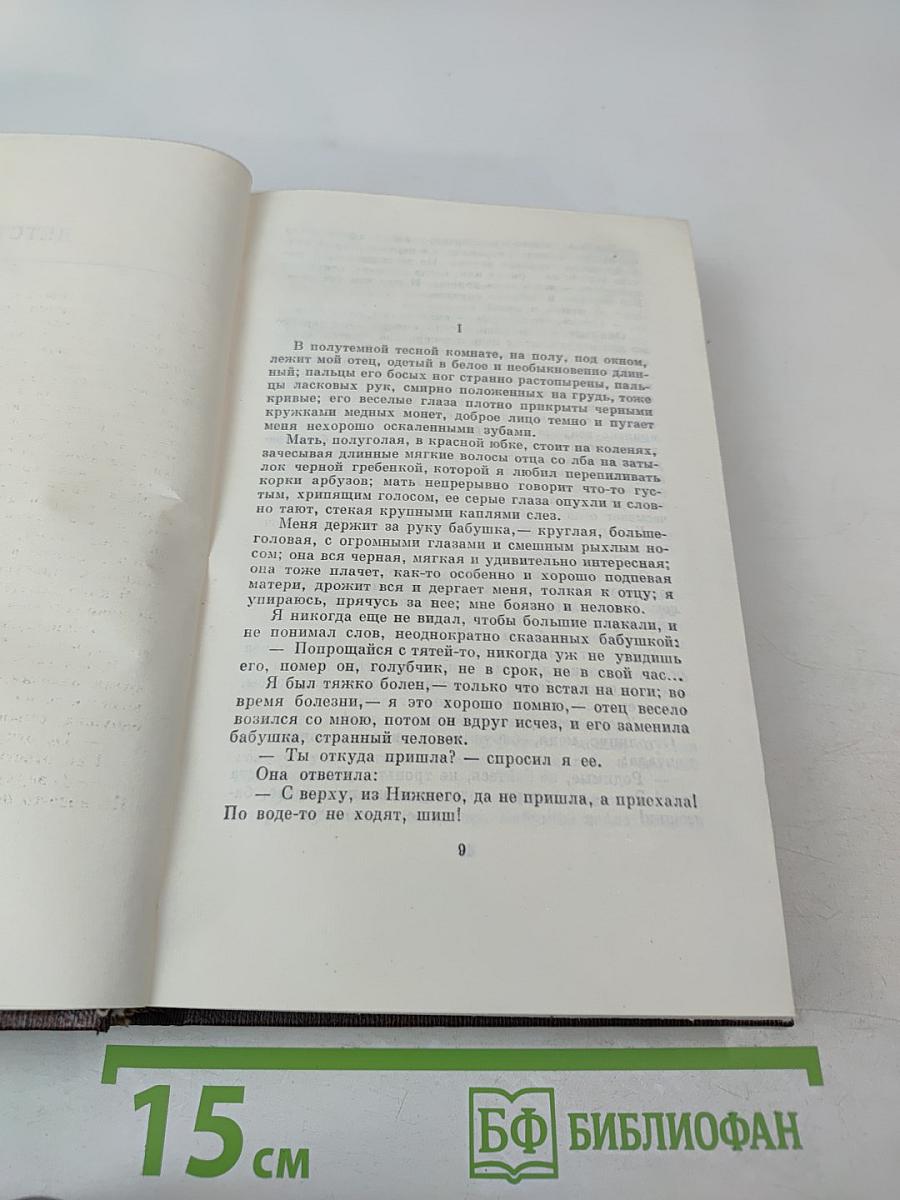 I
В полутемной тесной комнате, на полу, под окном,
лежит мой отец, одетый в белое и необыкновенно длин-
ный; пальцы его босых ног странно растопырены, паль-
цы ласковых рук, смирно положенных на грудь, тоже
кривые; его веселые глаза плотно прикрыты черными
кружками медных монет, доброе лицо темно и пугает
меня нехорошо оскаленными зубами.
Мать, полуголая, в красной юбке, стоит на коленях,
зачесывая длинные мягкие волосы отца со лба на заты-
лок черной гребенкой, которой я любил перепиливать
корки арбузов; мать непрерывно говорит что-то гус-
тым, хрипящим голосом, ее серые глаза опухли и слов-
но тают, стекая крупными каплями слез.
Меня держит за руку бабушка,— круглая, больше-
головая, с огромными глазами и смешным рыхлым но-
сом; она вся черная, мягкая и удивительно интересная;
она тоже плачет, как-то особенно и хорошо подпевая
матери, дрожит вся и дергает меня, толкая к отцу; я
упираюсь, прячусь за нее; мне боязно и неловко.
Я никогда еще не видал, чтобы большие плакали, и
не понимал слов, неоднократно сказанных бабушкой:
— Попрощайся с тятей-то, никогда уж не увидишь
его, помер он, голубчик, не в срок, не в свой час...
Я был тяжко болен,— только что встал на ноги; во
время болезни,— я это хорошо помню,— отец весело
возился со мною, потом он вдруг исчез, и его заменила
бабушка, странный человек.
— Ты откуда пришла? — спросил я ее.
Она ответила:
— С верху, из Нижнего, да не пришла, а приехала!
По воде-то не ходят, шиш!
9
15 см
БФ БИБЛИОФАН